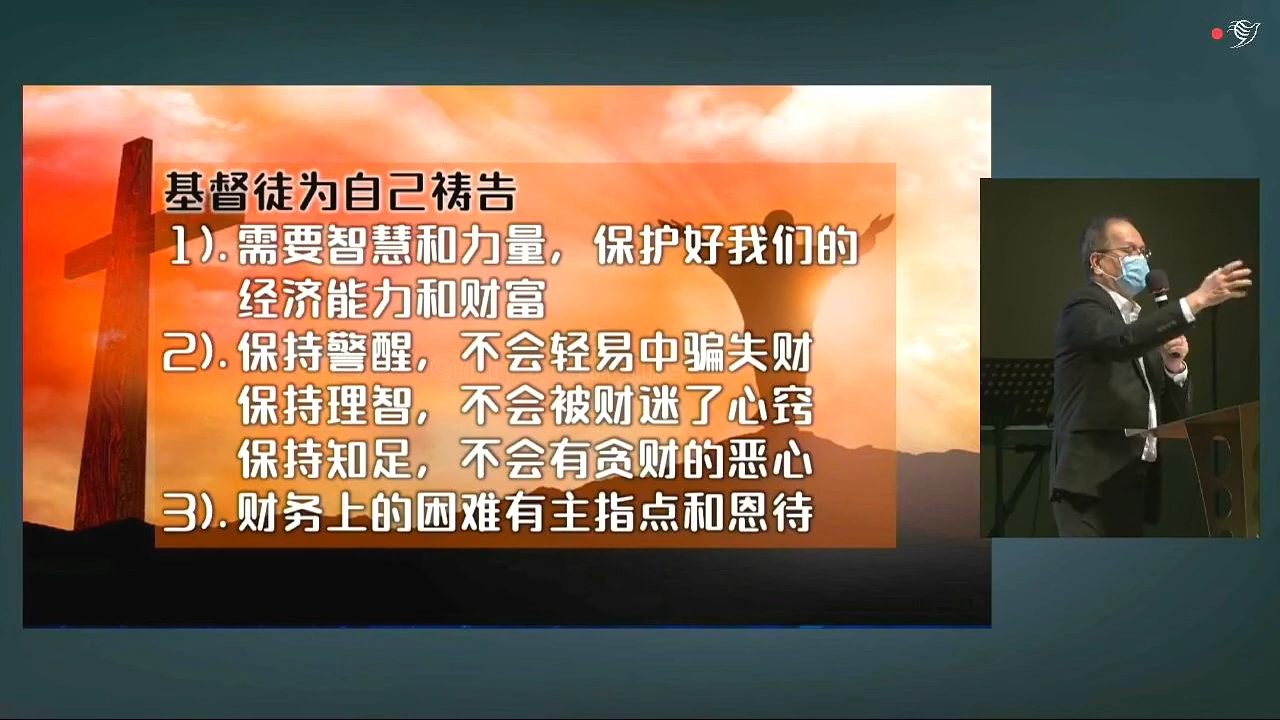 基督徒为自己祷告
1).需要智慧和力量，保护好我们的
经济能力和财富
2).保持警醒，不会轻易中骗失财
保持理智，不会被财迷了心窍
保持知足，不会有贪财的恶心
3).财务上的困难有主指点和恩待